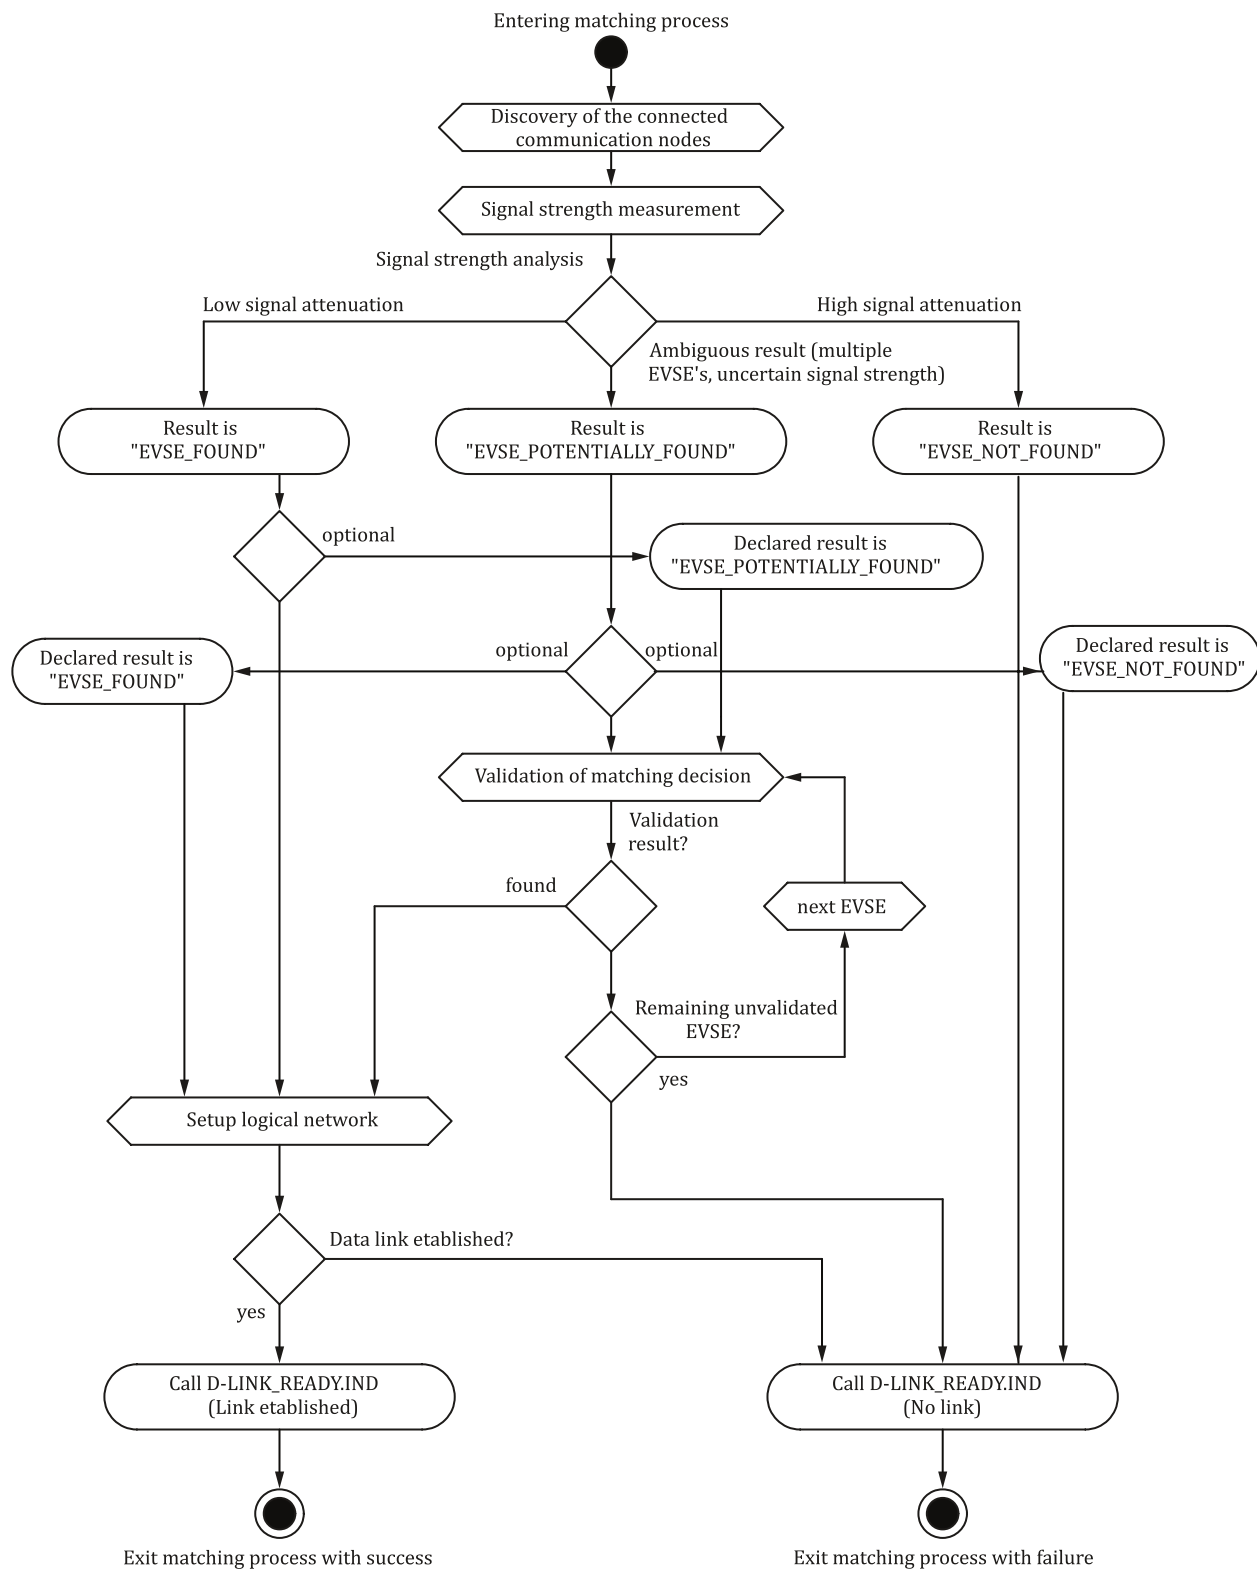 Entering matching process
Discovery of the connected
communication nodes
Signal strength measurement
Signal strength analysis
Low signal attenuation
High signal attenuation
Ambiguous result (multiple
EVSE's, uncertain signal strength)
Result is
"EVSE_FOUND"
Result is
"EVSE_POTENTIALLY_FOUND"
Result is
"EVSE_NOT_FOUND"
optional
Declared result is
"EVSE_POTENTIALLY_FOUND"
Declared result is
"EVSE_FOUND"
optional
optional
Declared result is
"EVSE_NOT_FOUND"
Validation of matching decision
Validation
result?
found
next EVSE
Remaining unvalidated
EVSE?
yes
Setup logical network
Data link etablished?
yes
Call D-LINK_READY.IND
(Link etablished)
Call D-LINK_READY.IND
(No link)
Exit matching process with success
Exit matching process with failure